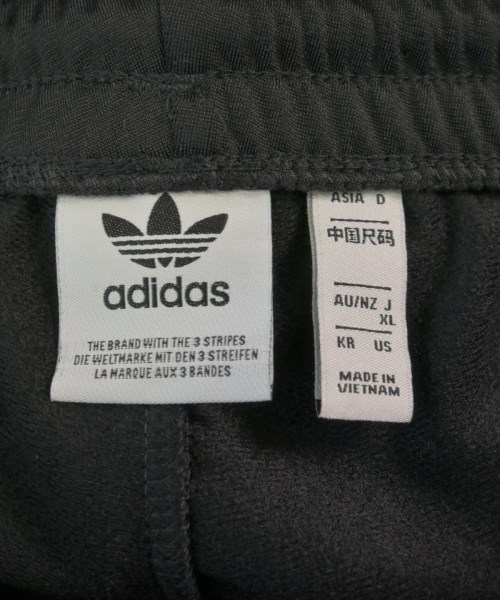 adidas
THE BRAND WITH THE 3 STRIPES
DIE WELTMARKE MIT DEN 3 STREIFEN
LA MARQUE AUX 3 BANDES
ASIA D
中国尺码
AU/NZ J
XL
KR US
MADE IN
VIETNAM